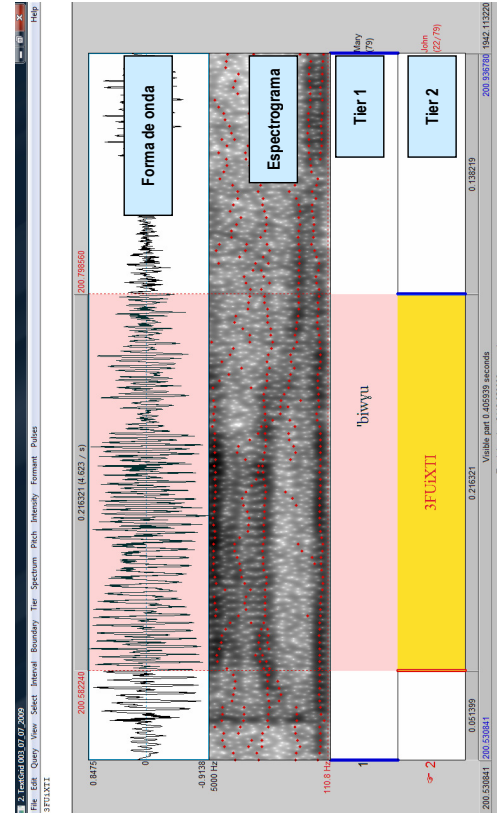 2. TextGrid 003_07_07_2009
File Edit Query View Select Interval Boundary Tier Spectrum Pitch Intensity Formant Pulses Help
3FUiXTI
200.582240
0.216321 (4.623 / s)
200.798560
0.8475
0
-0.9138
5000 Hz
110.8 Hz
Forma de onda
Espectrograma
1
'biwɣu
Tier 1
Mary
(79)
☞ 2
3FUiXTI
Tier 2
John
(22/79)
0.051399
0.216321
0.138219
200.530841
200.530841
Visible part 0.405939 seconds
200.936780
1942.113220